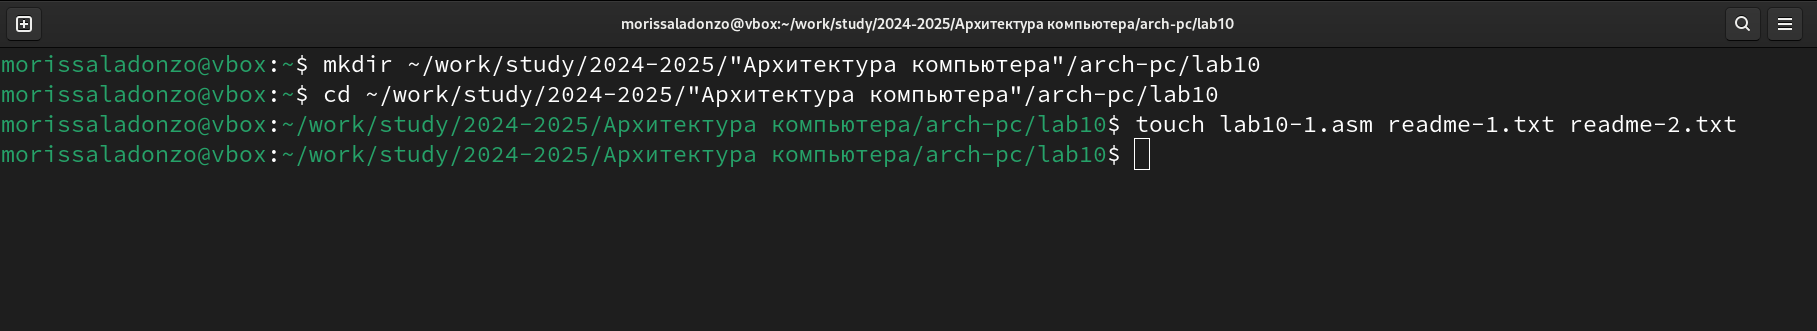 morissaladonzo@vbox:~/work/study/2024-2025/Архитектура компьютера/arch-pc/lab10
morissaladonzo@vbox:~$ mkdir ~/work/study/2024-2025/"Архитектура компьютера"/arch-pc/lab10
morissaladonzo@vbox:~$ cd ~/work/study/2024-2025/"Архитектура компьютера"/arch-pc/lab10
morissaladonzo@vbox:~/work/study/2024-2025/Архитектура компьютера/arch-pc/lab10$ touch lab10-1.asm readme-1.txt readme-2.txt
morissaladonzo@vbox:~/work/study/2024-2025/Архитектура компьютера/arch-pc/lab10$